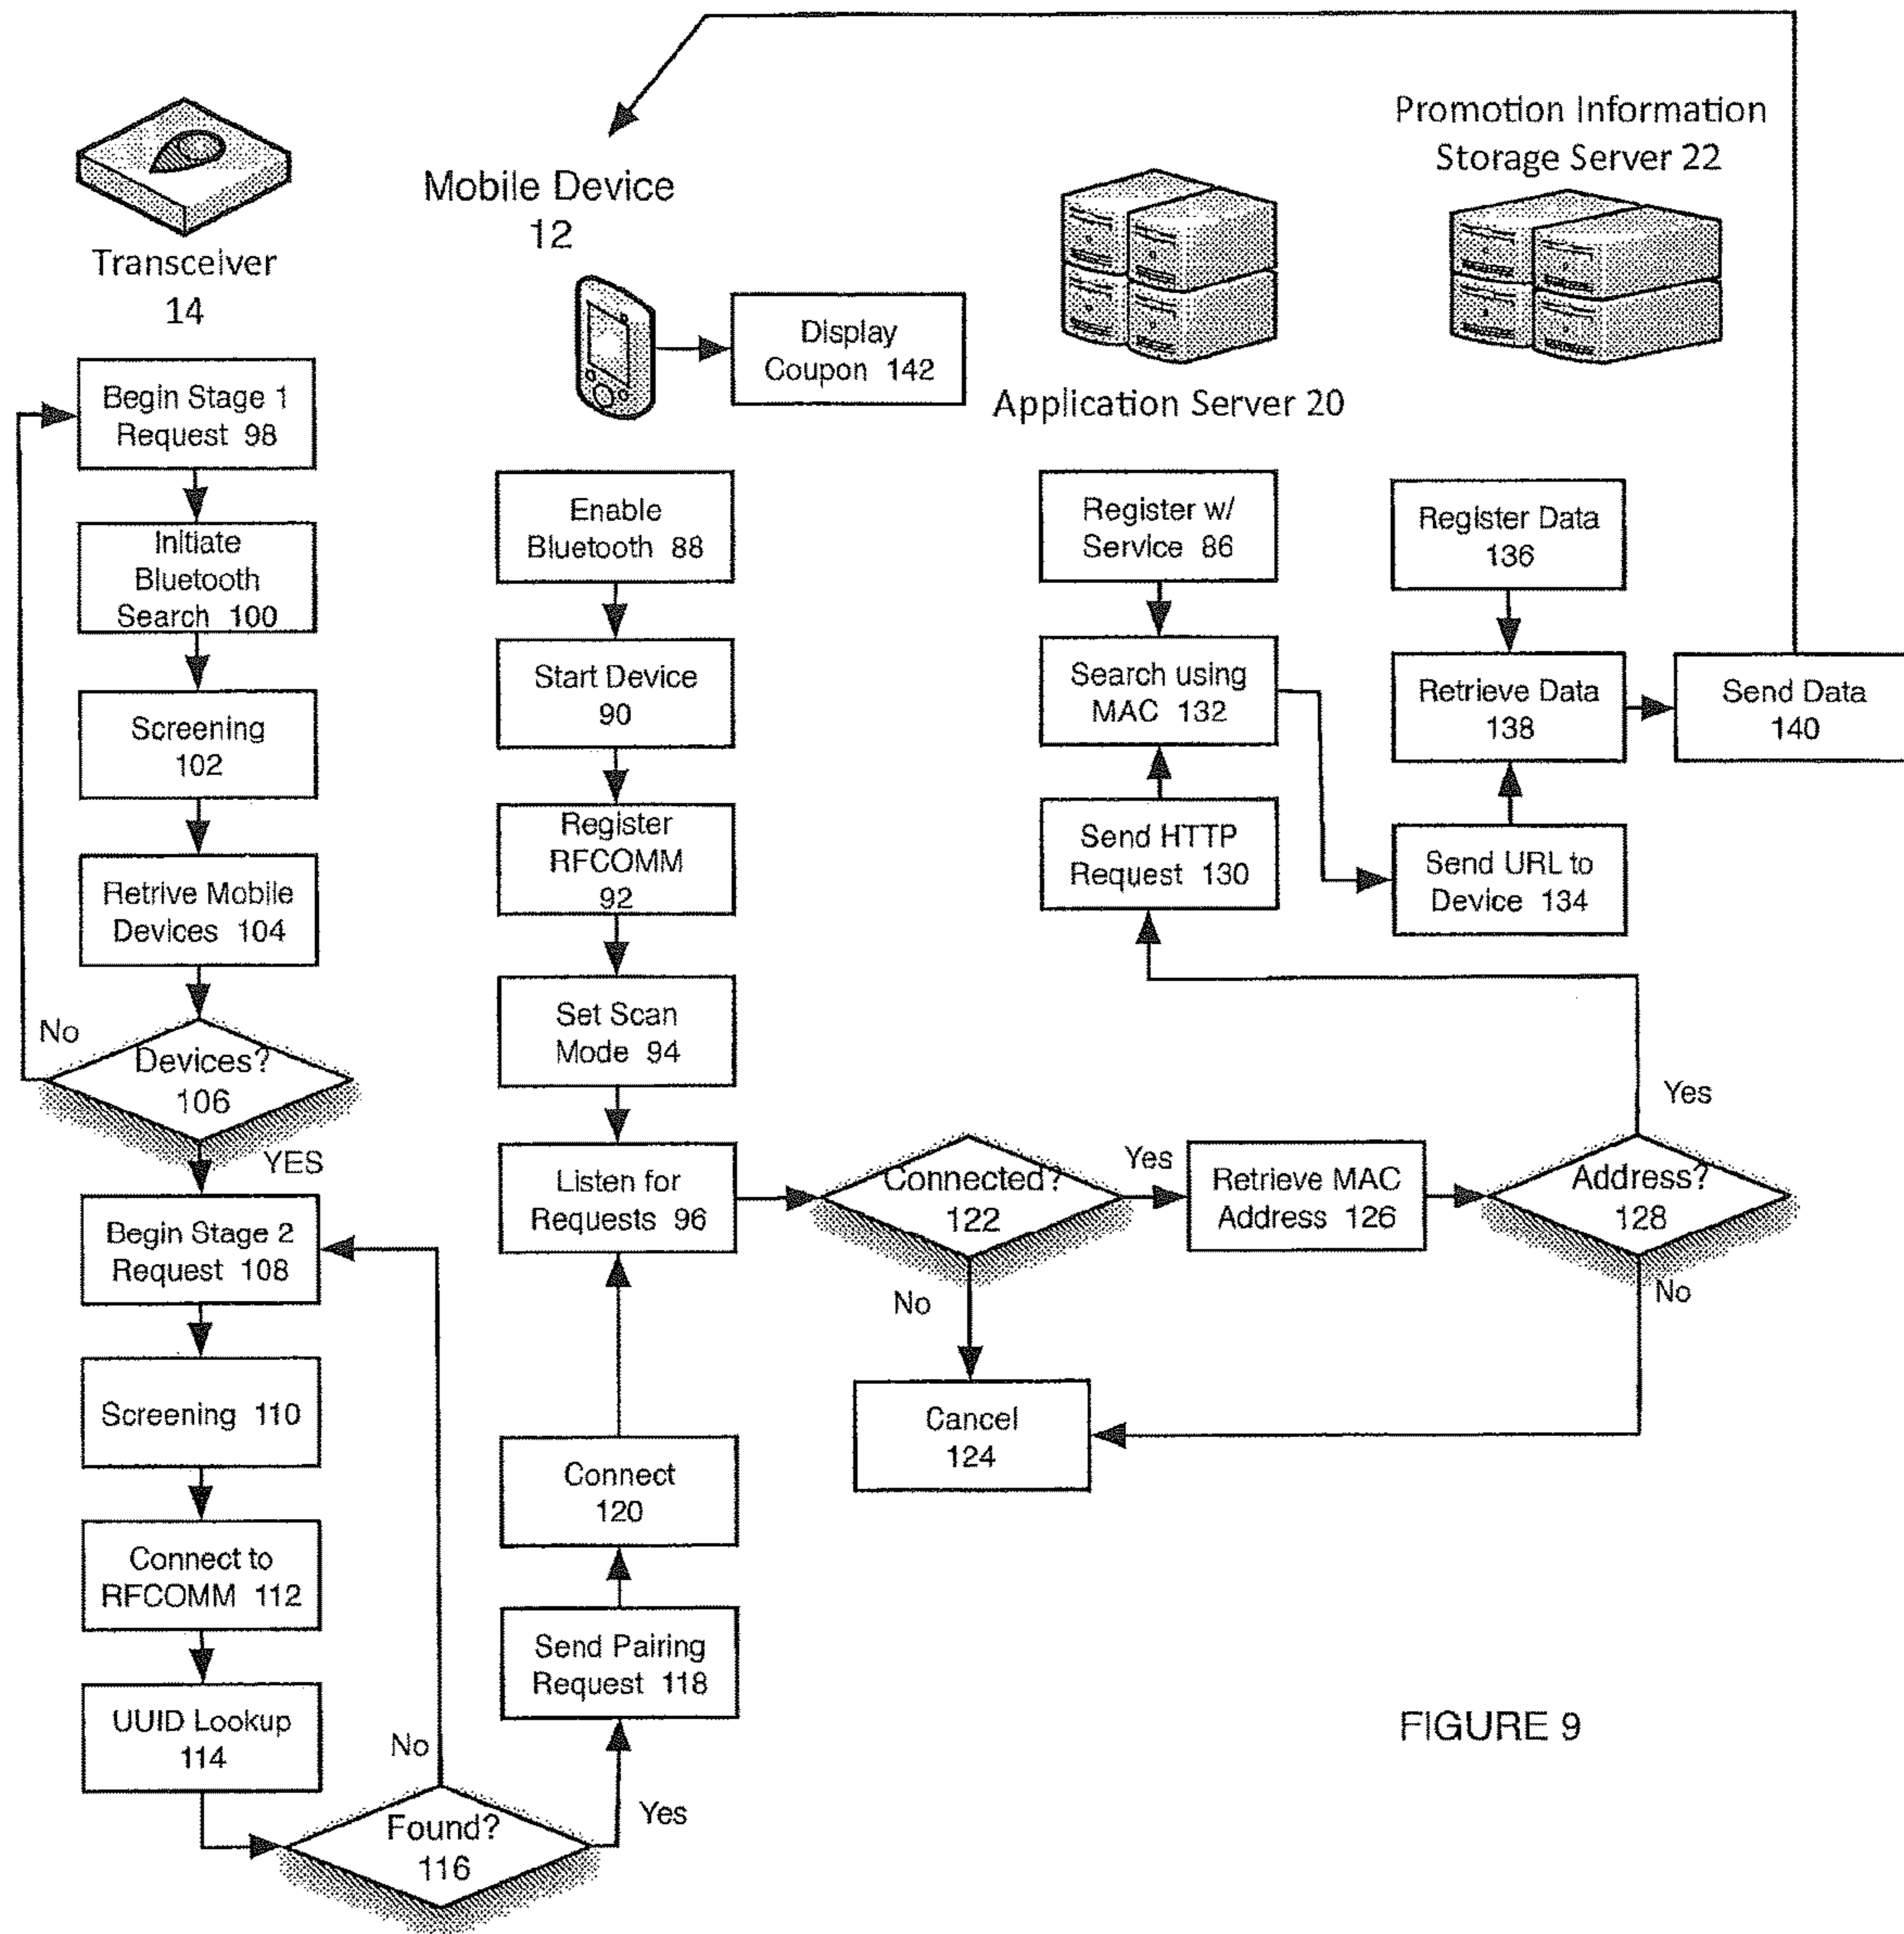 Transceiver
14
Mobile Device
12
Promotion Information
Storage Server 22
Application Server 20
Display
Coupon 142
Begin Stage 1
Request 98
Initiate
Bluetooth
Search 100
Screening
102
Retrive Mobile
Devices 104
No
Devices?
106
YES
Begin Stage 2
Request 108
Screening 110
Connect to
RFCOMM 112
UUID Lookup
114
No
Found?
116
Yes
Enable
Bluetooth 88
Start Device
90
Register
RFCOMM
92
Set Scan
Mode 94
Listen for
Requests 96
Connect
120
Send Pairing
Request 118
Connected?
122
Yes
No
Cancel
124
Retrieve MAC
Address 126
Address?
128
Yes
No
Register w/
Service 86
Search using
MAC 132
Send HTTP
Request 130
Register Data
136
Retrieve Data
138
Send URL to
Device 134
Send Data
140
FIGURE 9